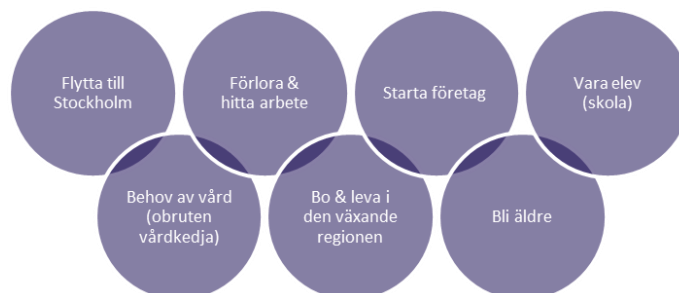 Flytta till
Stockholm
Förlora &
hitta arbete
Starta företag
Vara elev
(skola)
Behov av vård
(obruten
vårdkedja)
Bo & leva i
den växande
regionen
Bli äldre